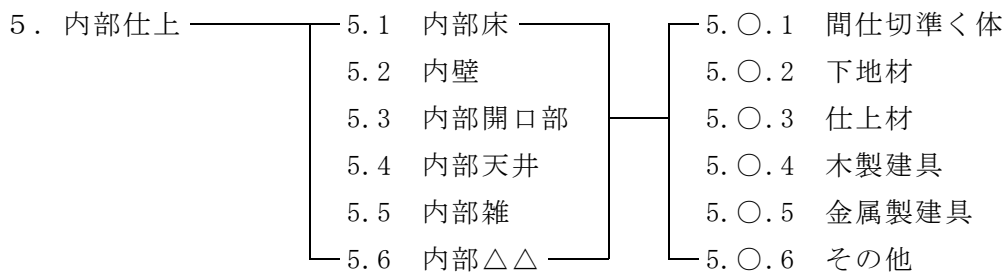 5. 内部仕上 5.1 内部床 5.○.1 間仕切準く体
5.2 内壁 5.○.2 下地材
5.3 内部開口部 5.○.3 仕上材
5.4 内部天井 5.○.4 木製建具
5.5 内部雑 5.○.5 金属製建具
5.6 内部△△ 5.○.6 その他